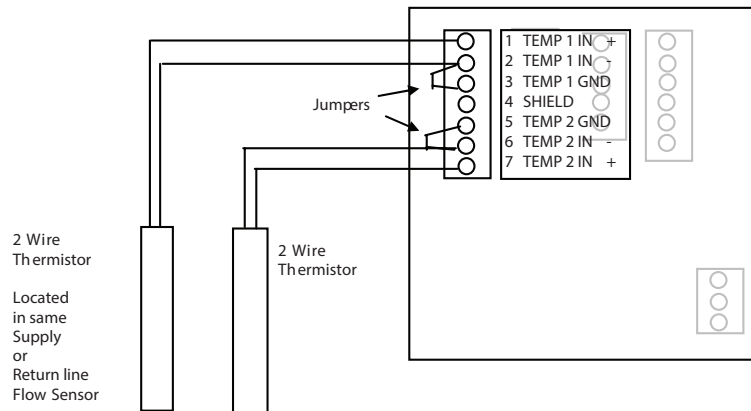 1 TEMP 1 IN +
2 TEMP 1 IN -
3 TEMP 1 GND
4 SHIELD
5 TEMP 2 GND
6 TEMP 2 IN -
7 TEMP 2 IN +
Jumpers
2 Wire
Thermistor
Located
in same
Supply
or
Return line
Flow Sensor
2 Wire
Thermistor